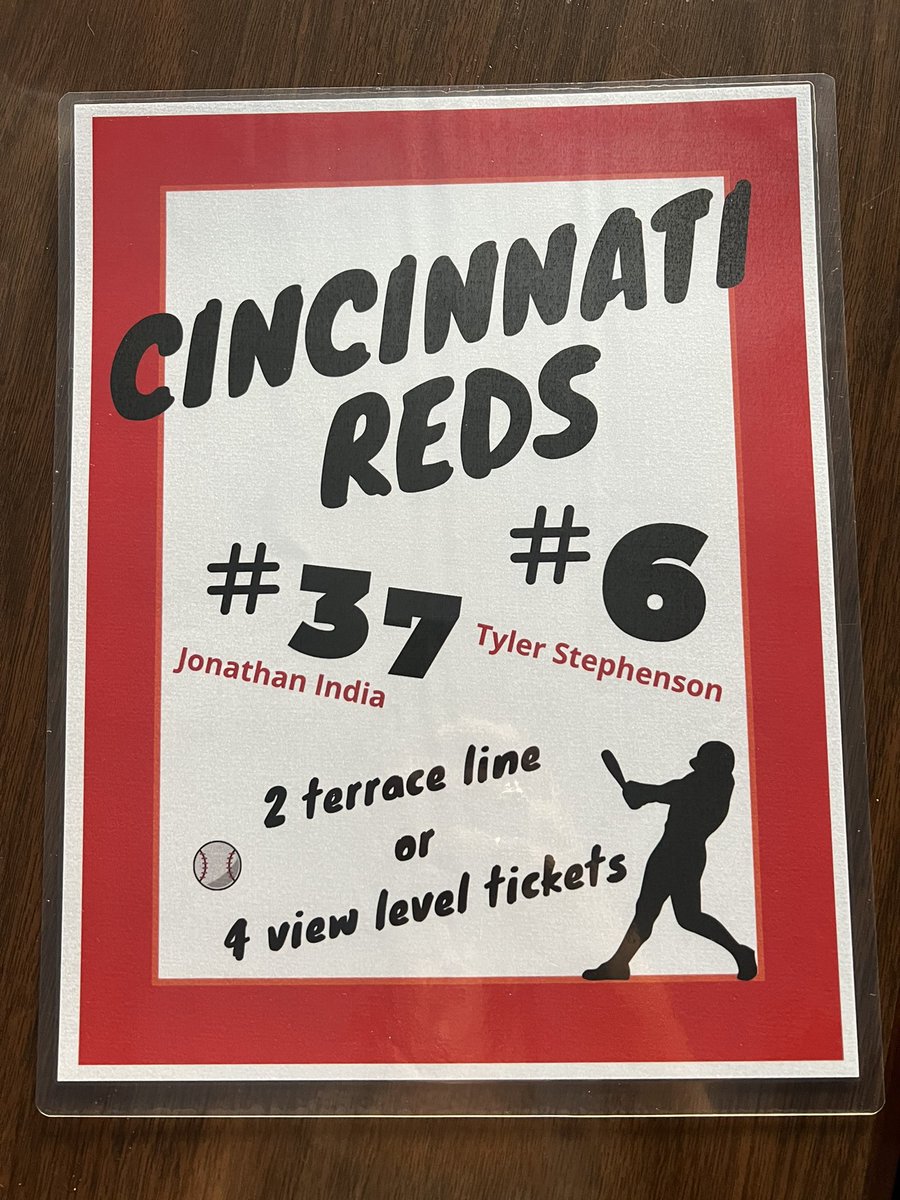 CINCINNATI
REDS
#37
Jonathan India
#6
Tyler Stephenson
2 terrace line
or
4 view level tickets